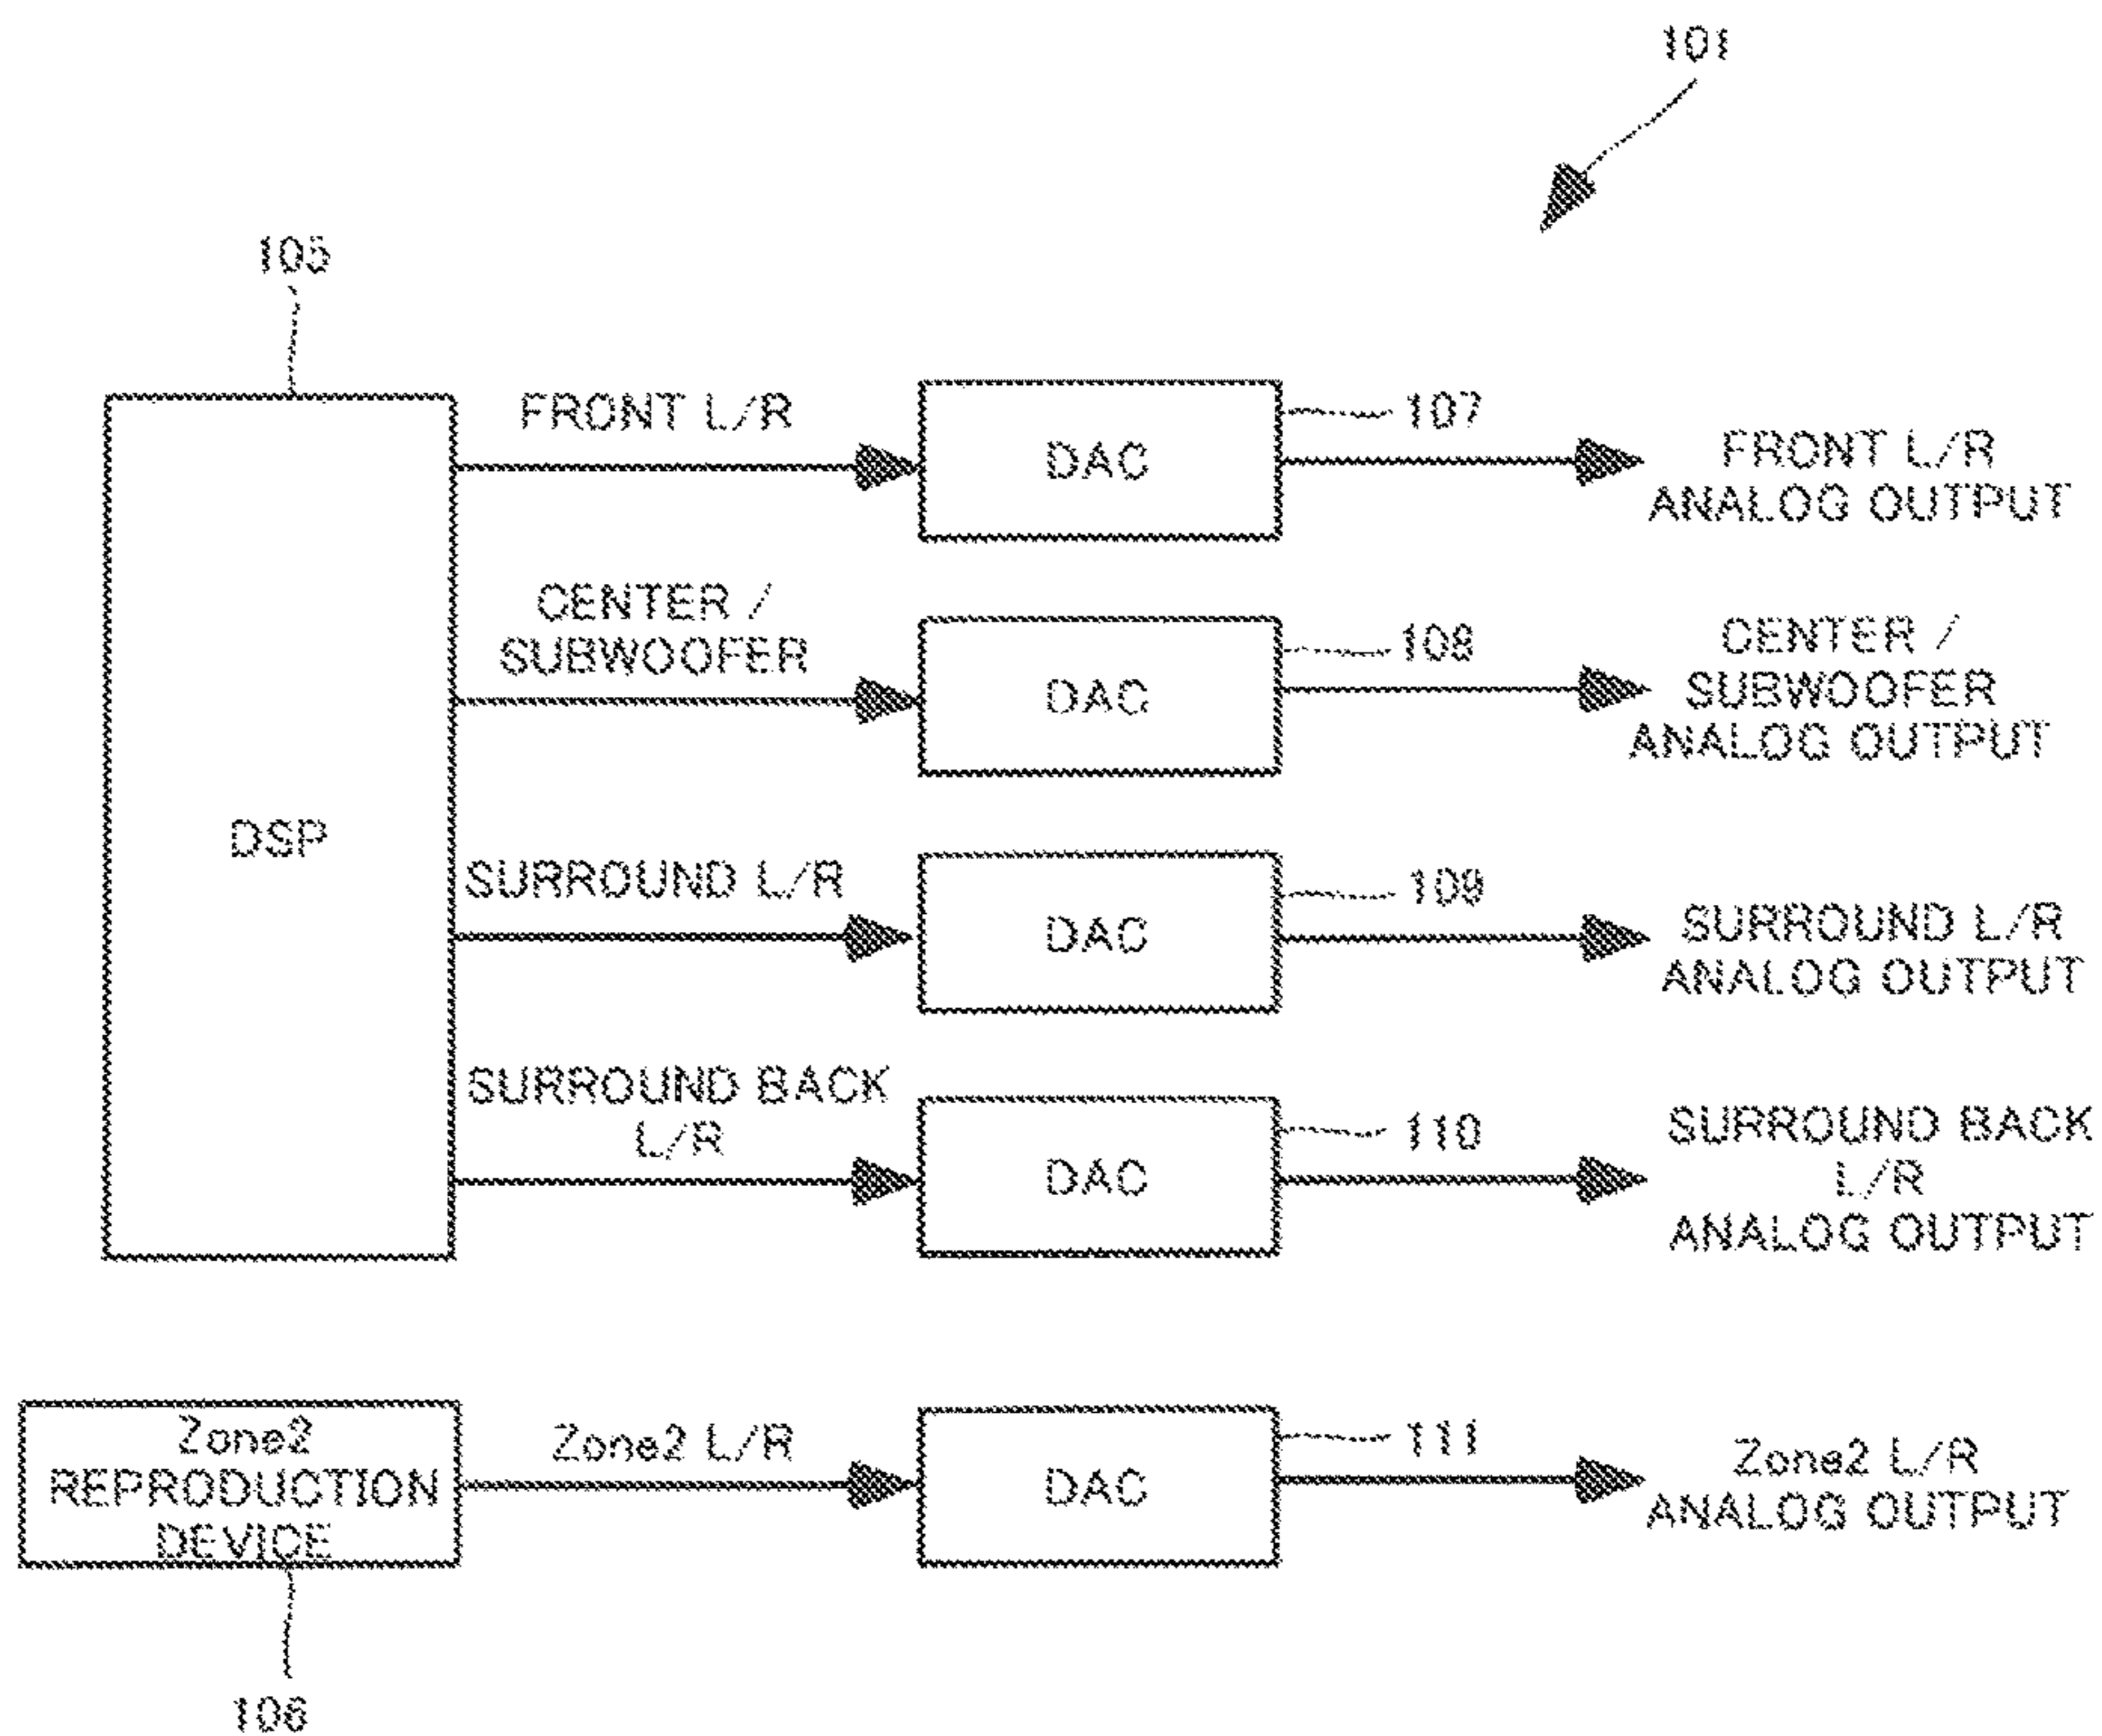 101
105
FRONT L/R
DAC
107
FRONT L/R
ANALOG OUTPUT
CENTER /
SUBWOOFER
DAC
108
CENTER /
SUBWOOFER
ANALOG OUTPUT
DSP
SURROUND L/R
DAC
109
SURROUND L/R
ANALOG OUTPUT
SURROUND BACK
L/R
DAC
110
SURROUND BACK
L/R
ANALOG OUTPUT
Zone2
REPRODUCTION
DEVICE
Zone2 L/R
DAC
111
Zone2 L/R
ANALOG OUTPUT
106